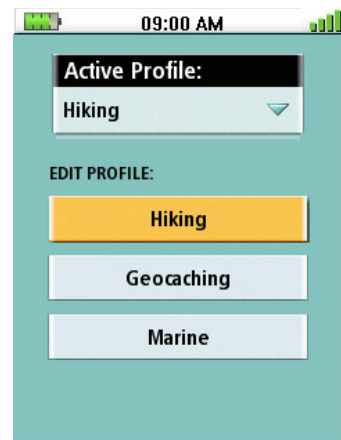 09:00 AM
Active Profile:
Hiking
EDIT PROFILE:
Hiking
Geocaching
Marine